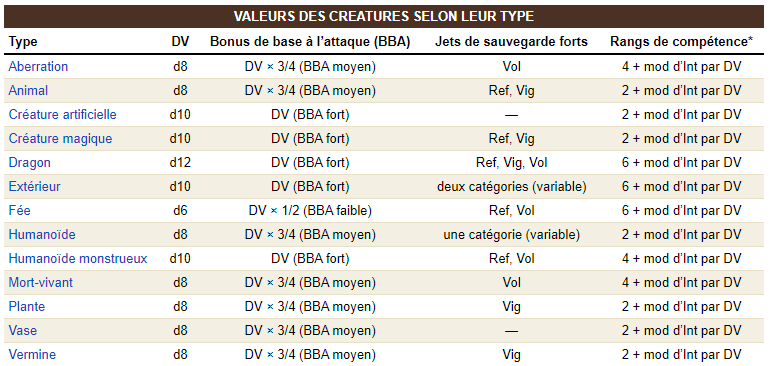 VALEURS DES CREATURES SELON LEUR TYPE
Type DV Bonus de base à l’attaque (BBA) Jets de sauvegarde forts Rangs de compétence*
Aberration d8 DV × 3/4 (BBA moyen) Vol 4 + mod d’Int par DV
Animal d8 DV × 3/4 (BBA moyen) Ref, Vig 2 + mod d’Int par DV
Créature artificielle d10 DV (BBA fort) — 2 + mod d’Int par DV
Créature magique d10 DV (BBA fort) Ref, Vig 2 + mod d’Int par DV
Dragon d12 DV (BBA fort) Ref, Vig, Vol 6 + mod d’Int par DV
Extérieur d10 DV (BBA fort) deux catégories (variable) 6 + mod d’Int par DV
Fée d6 DV × 1/2 (BBA faible) Ref, Vol 6 + mod d’Int par DV
Humanoïde d8 DV × 3/4 (BBA moyen) une catégorie (variable) 2 + mod d’Int par DV
Humanoïde monstrueux d10 DV (BBA fort) Ref, Vol 4 + mod d’Int par DV
Mort-vivant d8 DV × 3/4 (BBA moyen) Vol 4 + mod d’Int par DV
Plante d8 DV × 3/4 (BBA moyen) Vig 2 + mod d’Int par DV
Vase d8 DV × 3/4 (BBA moyen) — 2 + mod d’Int par DV
Vermine d8 DV × 3/4 (BBA moyen) Vig 2 + mod d’Int par DV